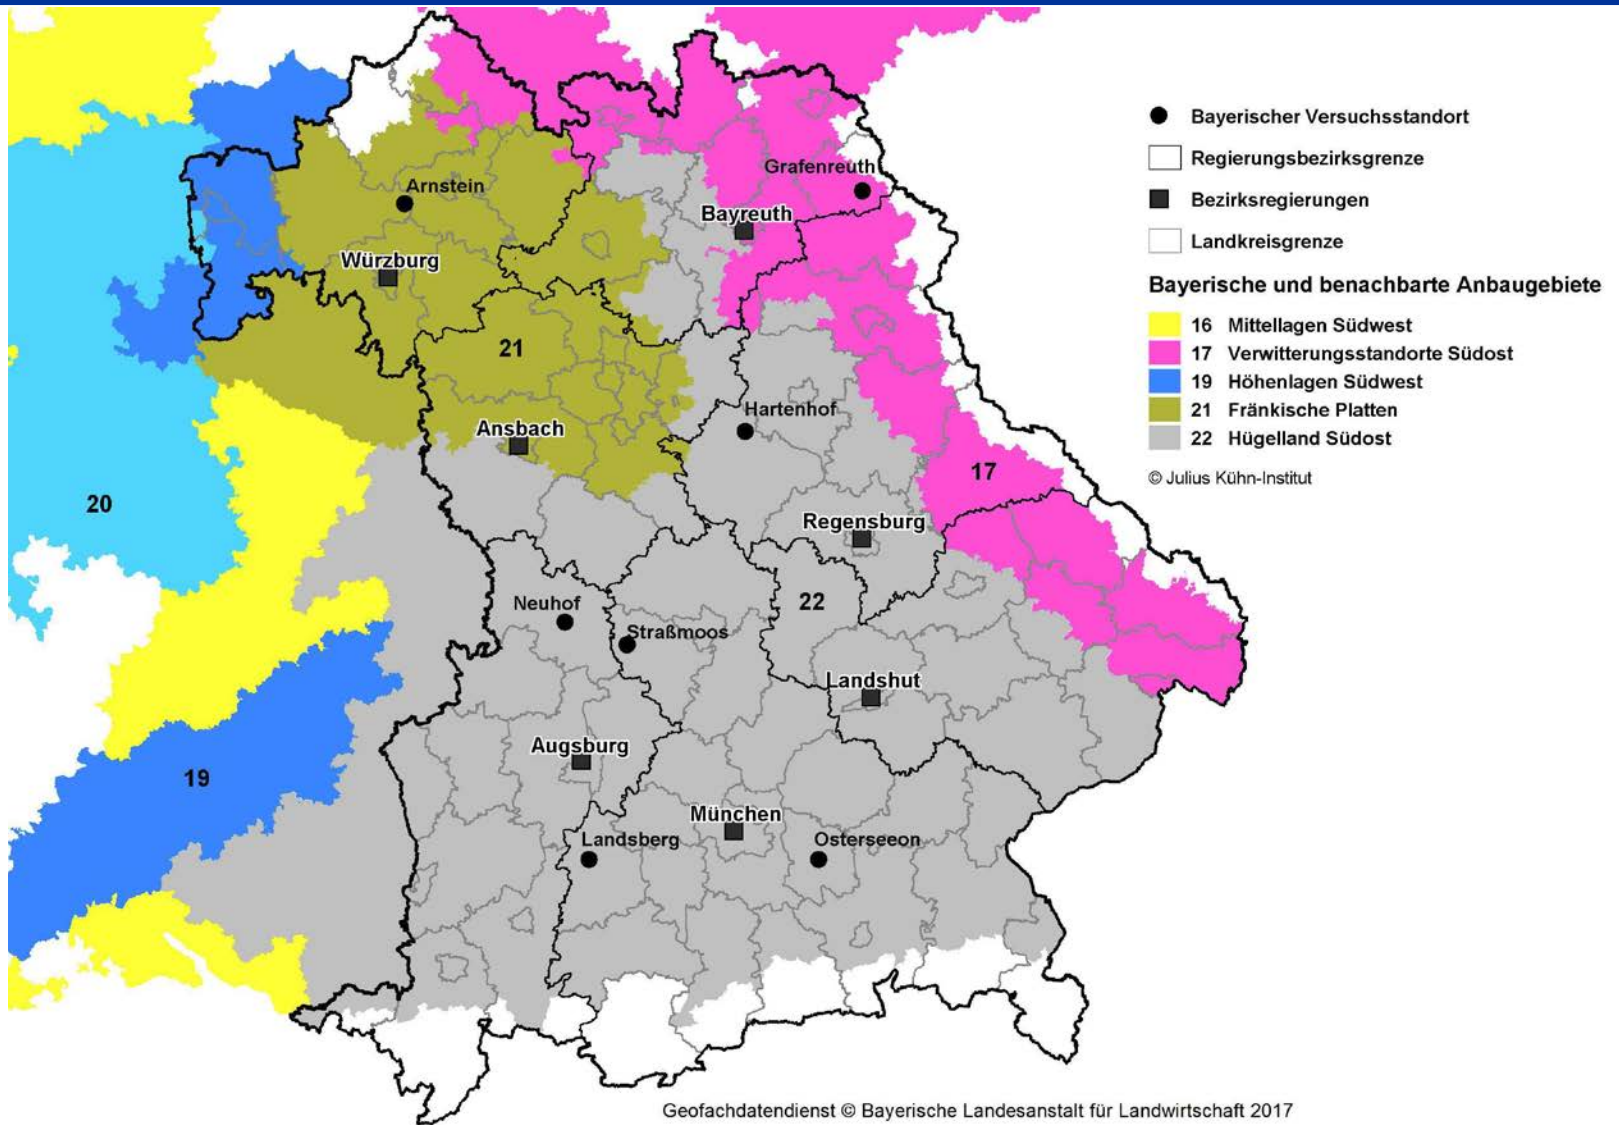 Bayerischer Versuchsstandort
Regierungsbezirksgrenze
Bezirksregierungen
Landkreisgrenze
Bayerische und benachbarte Anbaugebiete
16 Mittellagen Südwest
17 Verwitterungsstandorte Südost
19 Höhenlagen Südwest
21 Fränkische Platten
22 Hügelland Südost
© Julius Kühn-Institut
Grafenreuth
Arnstein
Bayreuth
Würzburg
21
Hartenhof
Ansbach
17
20
Regensburg
Neuhof
22
Straßmoos
Landshut
Augsburg
19
München
Landsberg
Osterseeon
Geofachdatendienst © Bayerische Landesanstalt für Landwirtschaft 2017